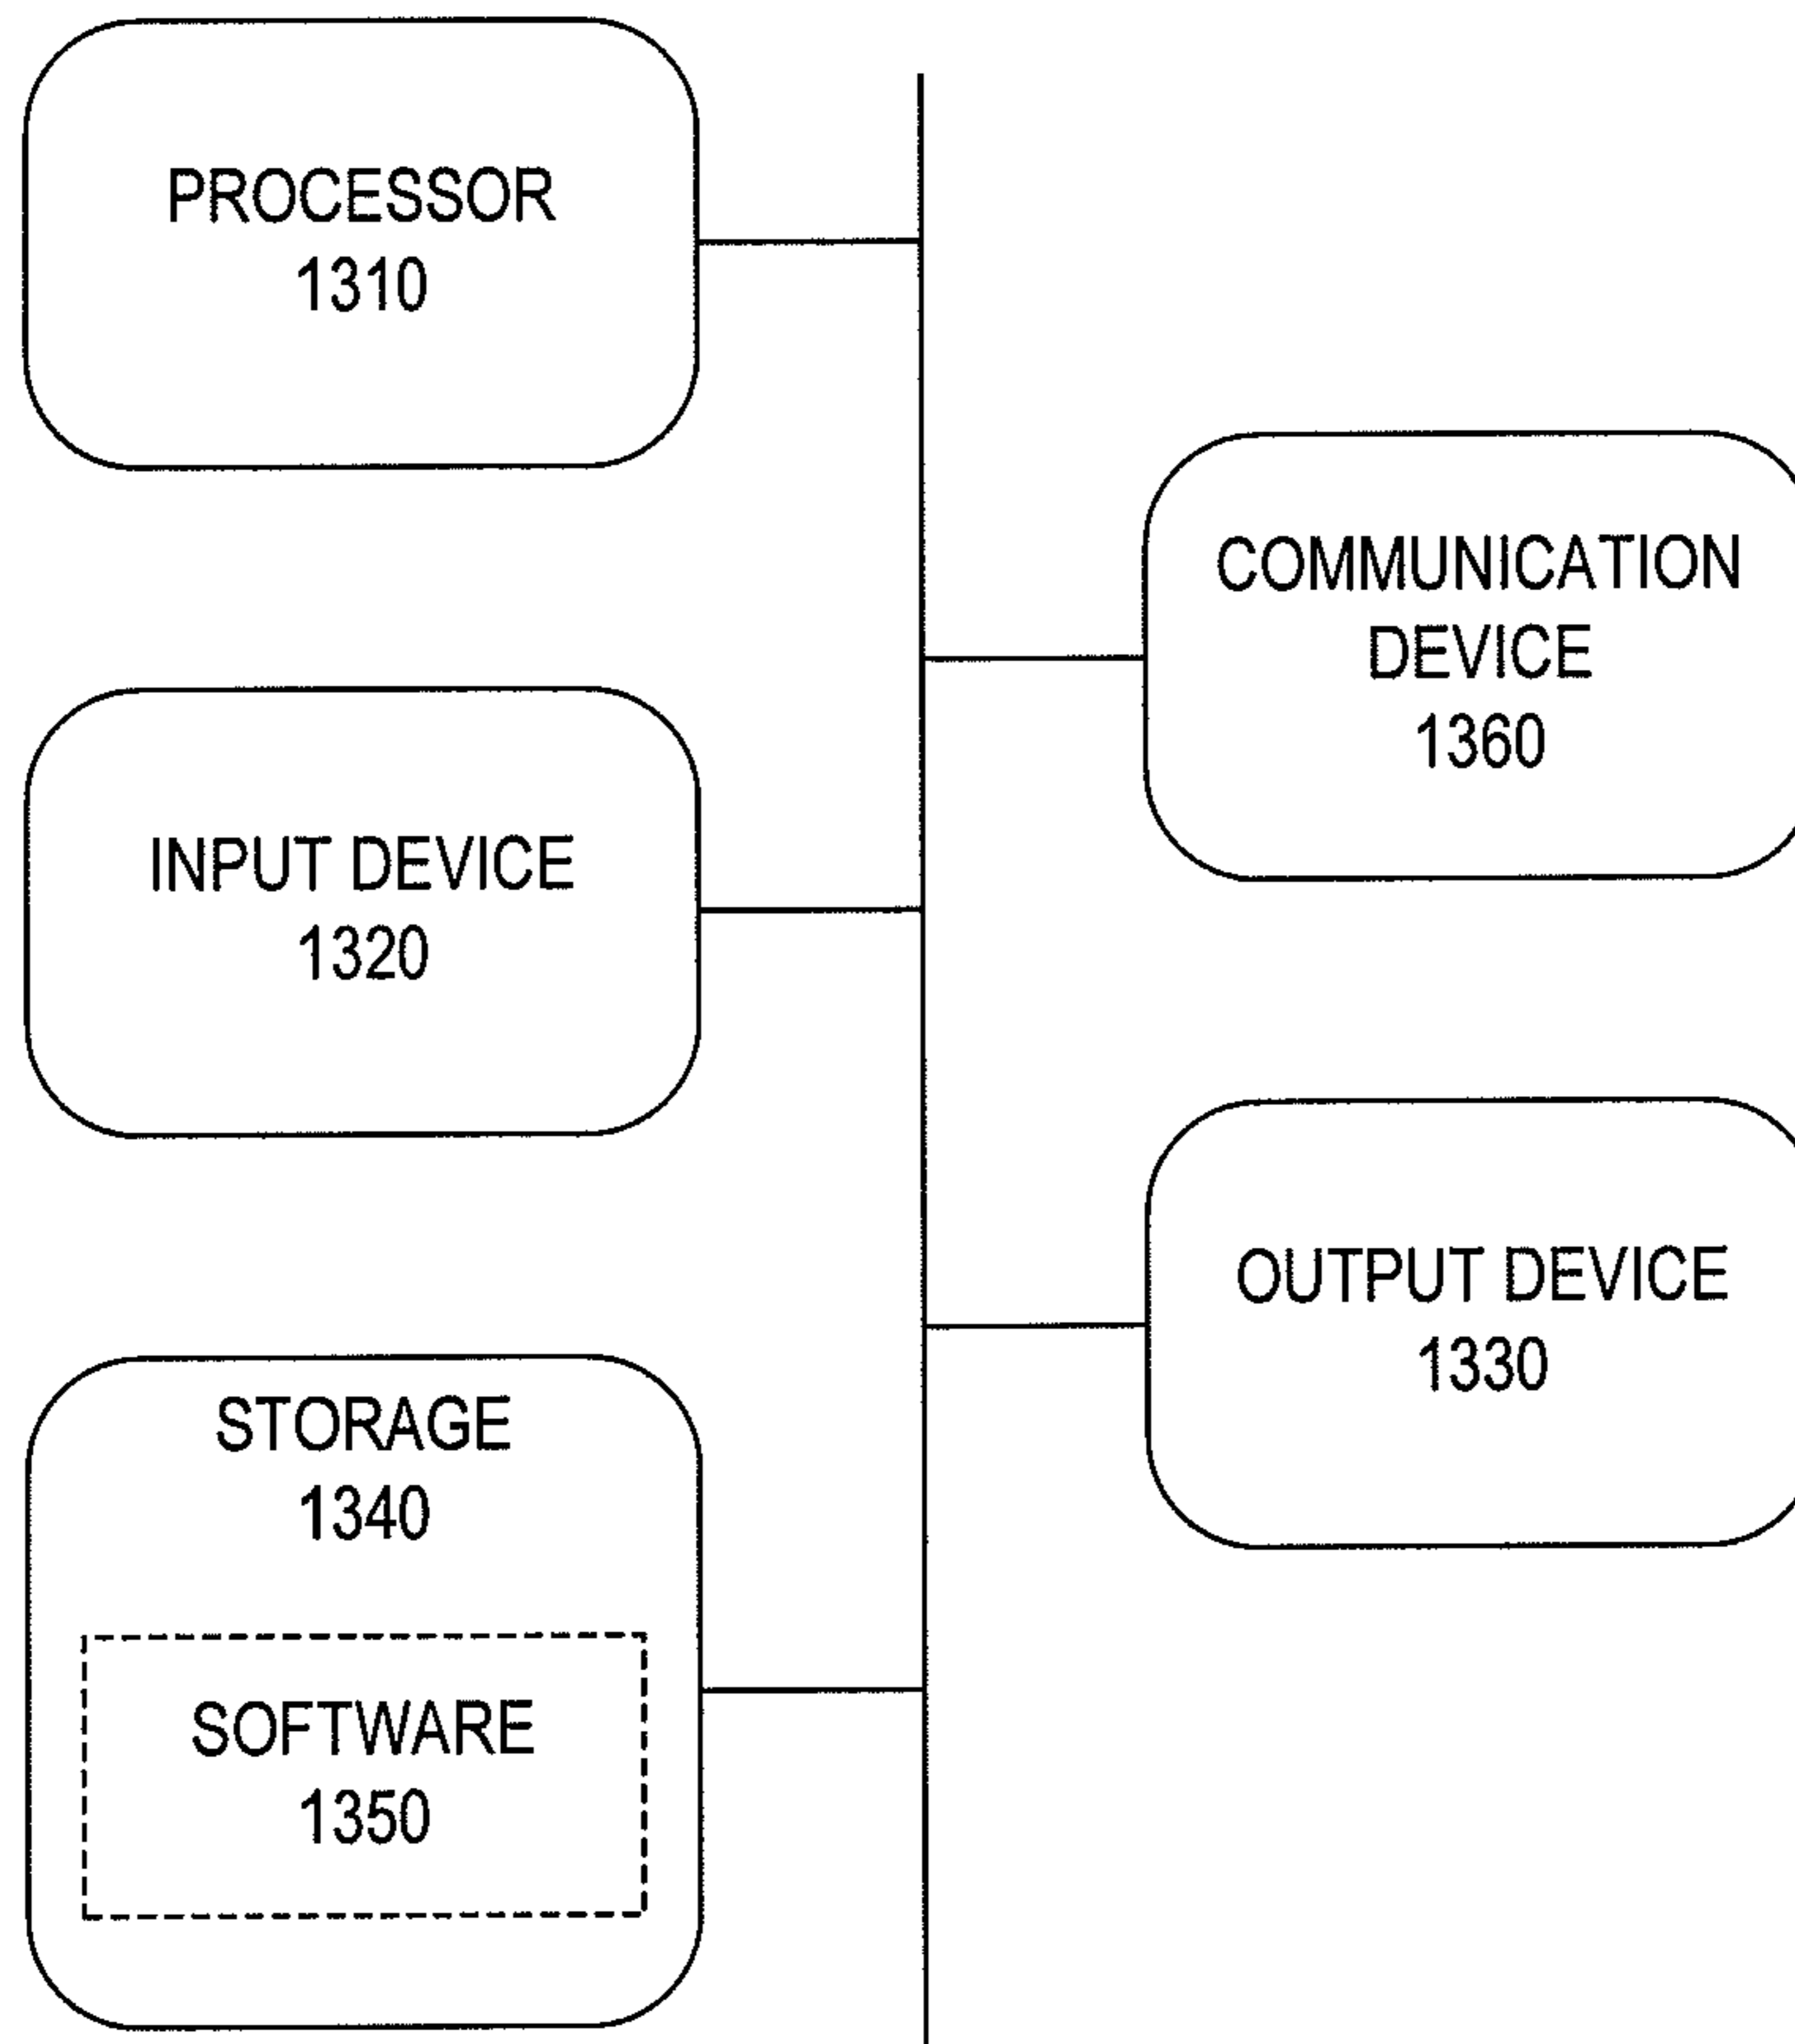 PROCESSOR
1310
INPUT DEVICE
1320
STORAGE
1340
SOFTWARE
1350
COMMUNICATION
DEVICE
1360
OUTPUT DEVICE
1330